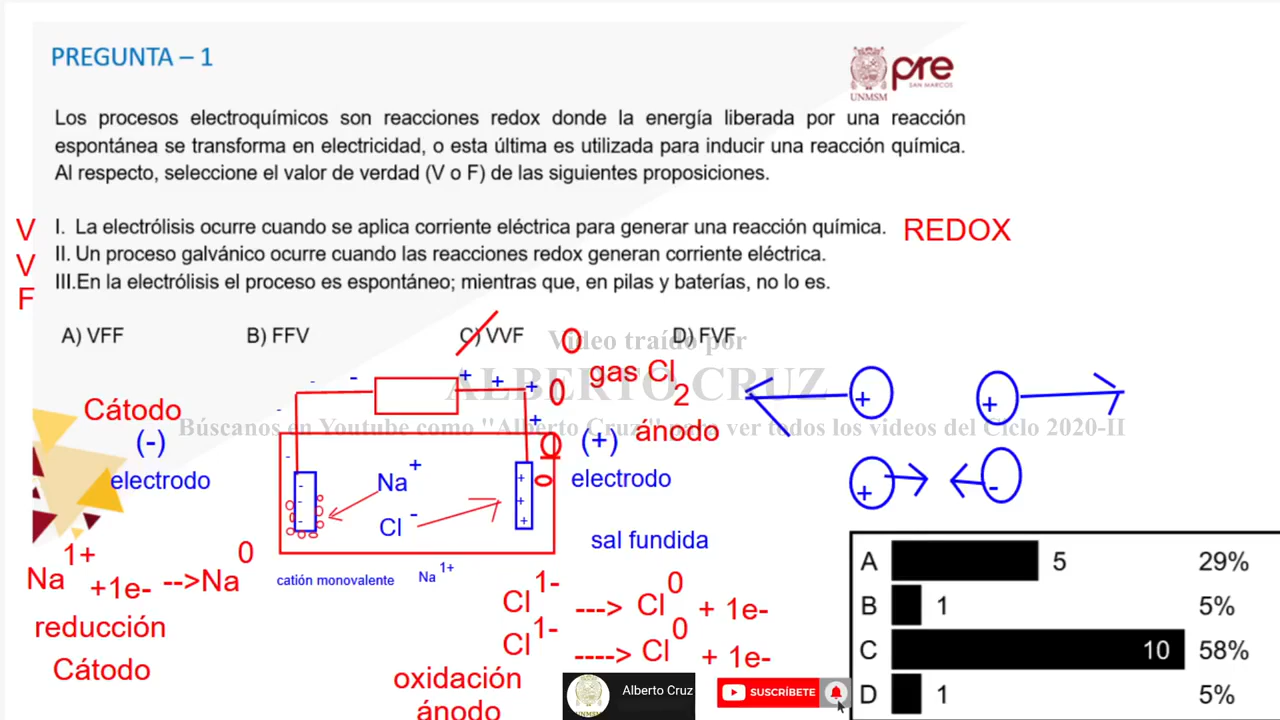 PREGUNTA – 1
pre
SAN MARCOS
UNMSM
Los procesos electroquímicos son reacciones redox donde la energía liberada por una reacción
espontánea se transforma en electricidad, o esta última es utilizada para inducir una reacción química.
Al respecto, seleccione el valor de verdad (V o F) de las siguientes proposiciones.
V I. La electrólisis ocurre cuando se aplica corriente eléctrica para generar una reacción química. REDOX
V II. Un proceso galvánico ocurre cuando las reacciones redox generan corriente eléctrica.
F III.En la electrólisis el proceso es espontáneo; mientras que, en pilas y baterías, no lo es.
A) VFF B) FFV C) VVF D) FVF
Video traído por
ALBERTO CRUZ
Búscanos en Youtube como "Alberto Cruz" para ver todos los videos del Ciclo 2020-II
gas Cl2
Cátodo
(-)
electrodo
(+) ánodo
electrodo
Na+
Cl-
sal fundida
catión monovalente Na1+
Na1+ +1e- -->Na0
reducción
Cátodo
Cl1- ---> Cl0 + 1e-
Cl1- ----> Cl0 + 1e-
oxidación
ánodo
Alberto Cruz
UNMSM
SUSCRÍBETE
A 5 29%
B 1 5%
C 10 58%
D 1 5%